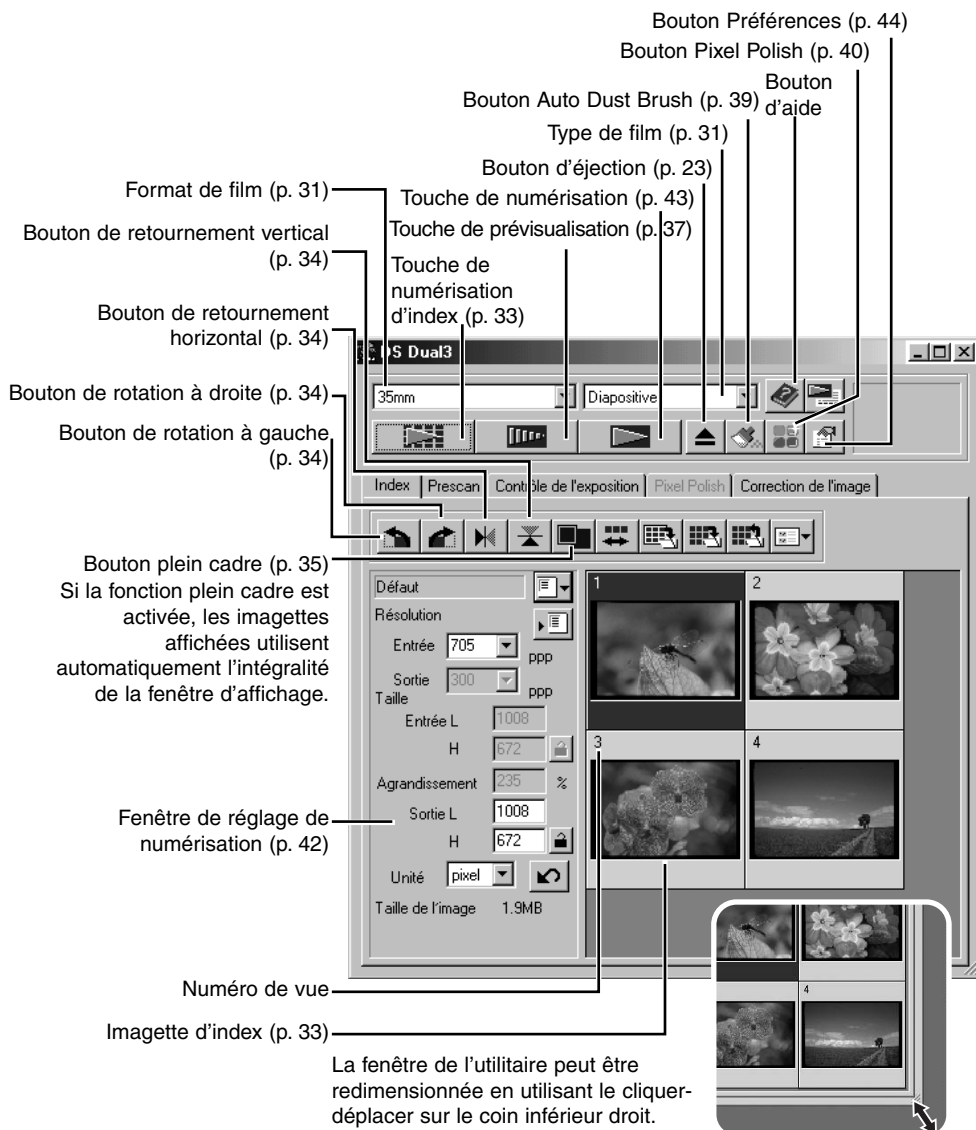 Bouton Préférences (p. 44)
Bouton Pixel Polish (p. 40)
Bouton
d'aide
Bouton Auto Dust Brush (p. 39)
Type de film (p. 31)
Bouton d'éjection (p. 23)
Touche de numérisation (p. 43)
Touche de prévisualisation (p. 37)
Touche de
numérisation
d'index (p. 33)
Format de film (p. 31)
Bouton de retournement vertical
(p. 34)
Bouton de retounement
horizontal (p. 34)
Bouton de rotation à droite (p. 34)
Bouton de rotation à gauche
(p. 34)
DS Dual3
35mm
Diapositive
Index
Prescan
Contrôle de l'exposition
Pixel Polish
Correction de l'image
Bouton plein cadre (p. 35)
Si la fonction plein cadre est
activée, les imagettes
affichées utilisent
automatiquement l'intégralité
de la fenêtre d'affichage.
Défaut
Résolution
Entrée 705 ppp
Sortie 300 ppp
Taille
Entrée L 1008
H 672
Agrandissement 235 %
Sortie L 1008
H 672
Unité pixel
Taille de l'image 1.9MB
1
2
3
4
Fenêtre de réglage de
numérisation (p. 42)
Numéro de vue
Imagette d'index (p. 33)
4
La fenêtre de l'utilitaire peut être
redimensionnée en utilisant le cliquer-
déplacer sur le coin inférieur droit.